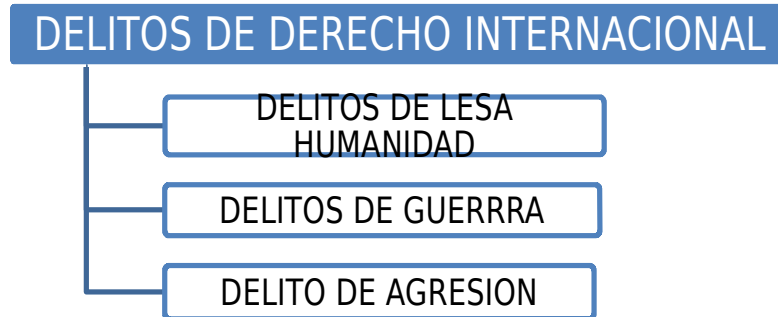 DELITOS DE DERECHO INTERNACIONAL
DELITOS DE LESA
HUMANIDAD
DELITOS DE GUERRRA
DELITO DE AGRESION